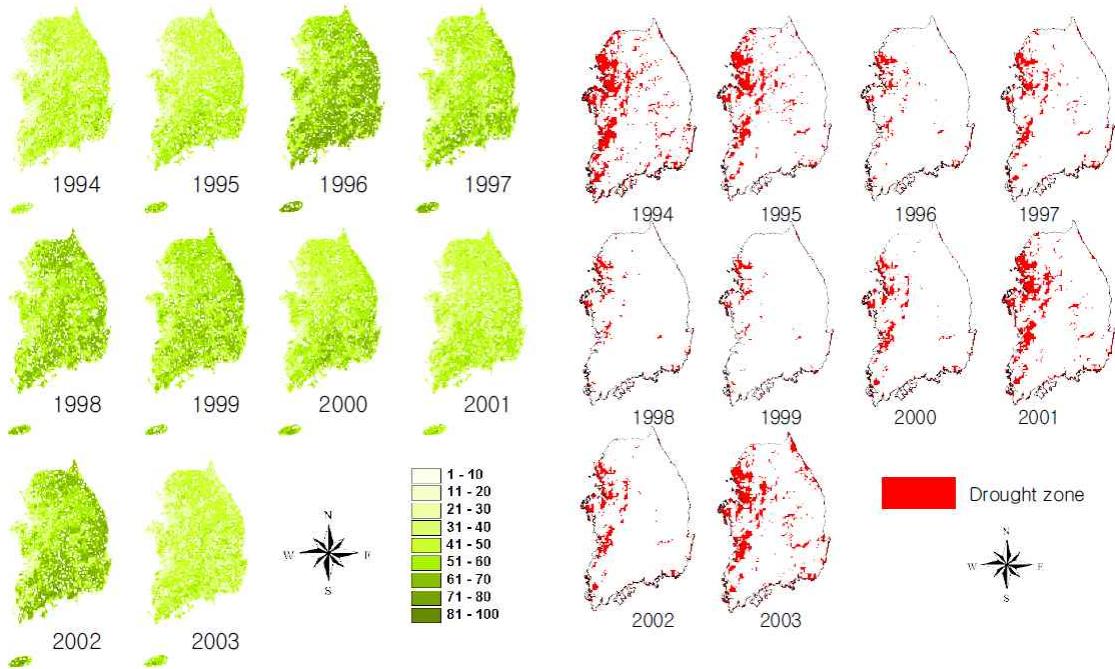 1994 1995 1996 1997
1998 1999 2000 2001
2002 2003
1 - 10
11 - 20
21 - 30
31 - 40
41 - 50
51 - 60
61 - 70
71 - 80
81 - 100
N
W E
S
1994 1995 1996 1997
1998 1999 2000 2001
2002 2003
Drought zone
N
W E
S